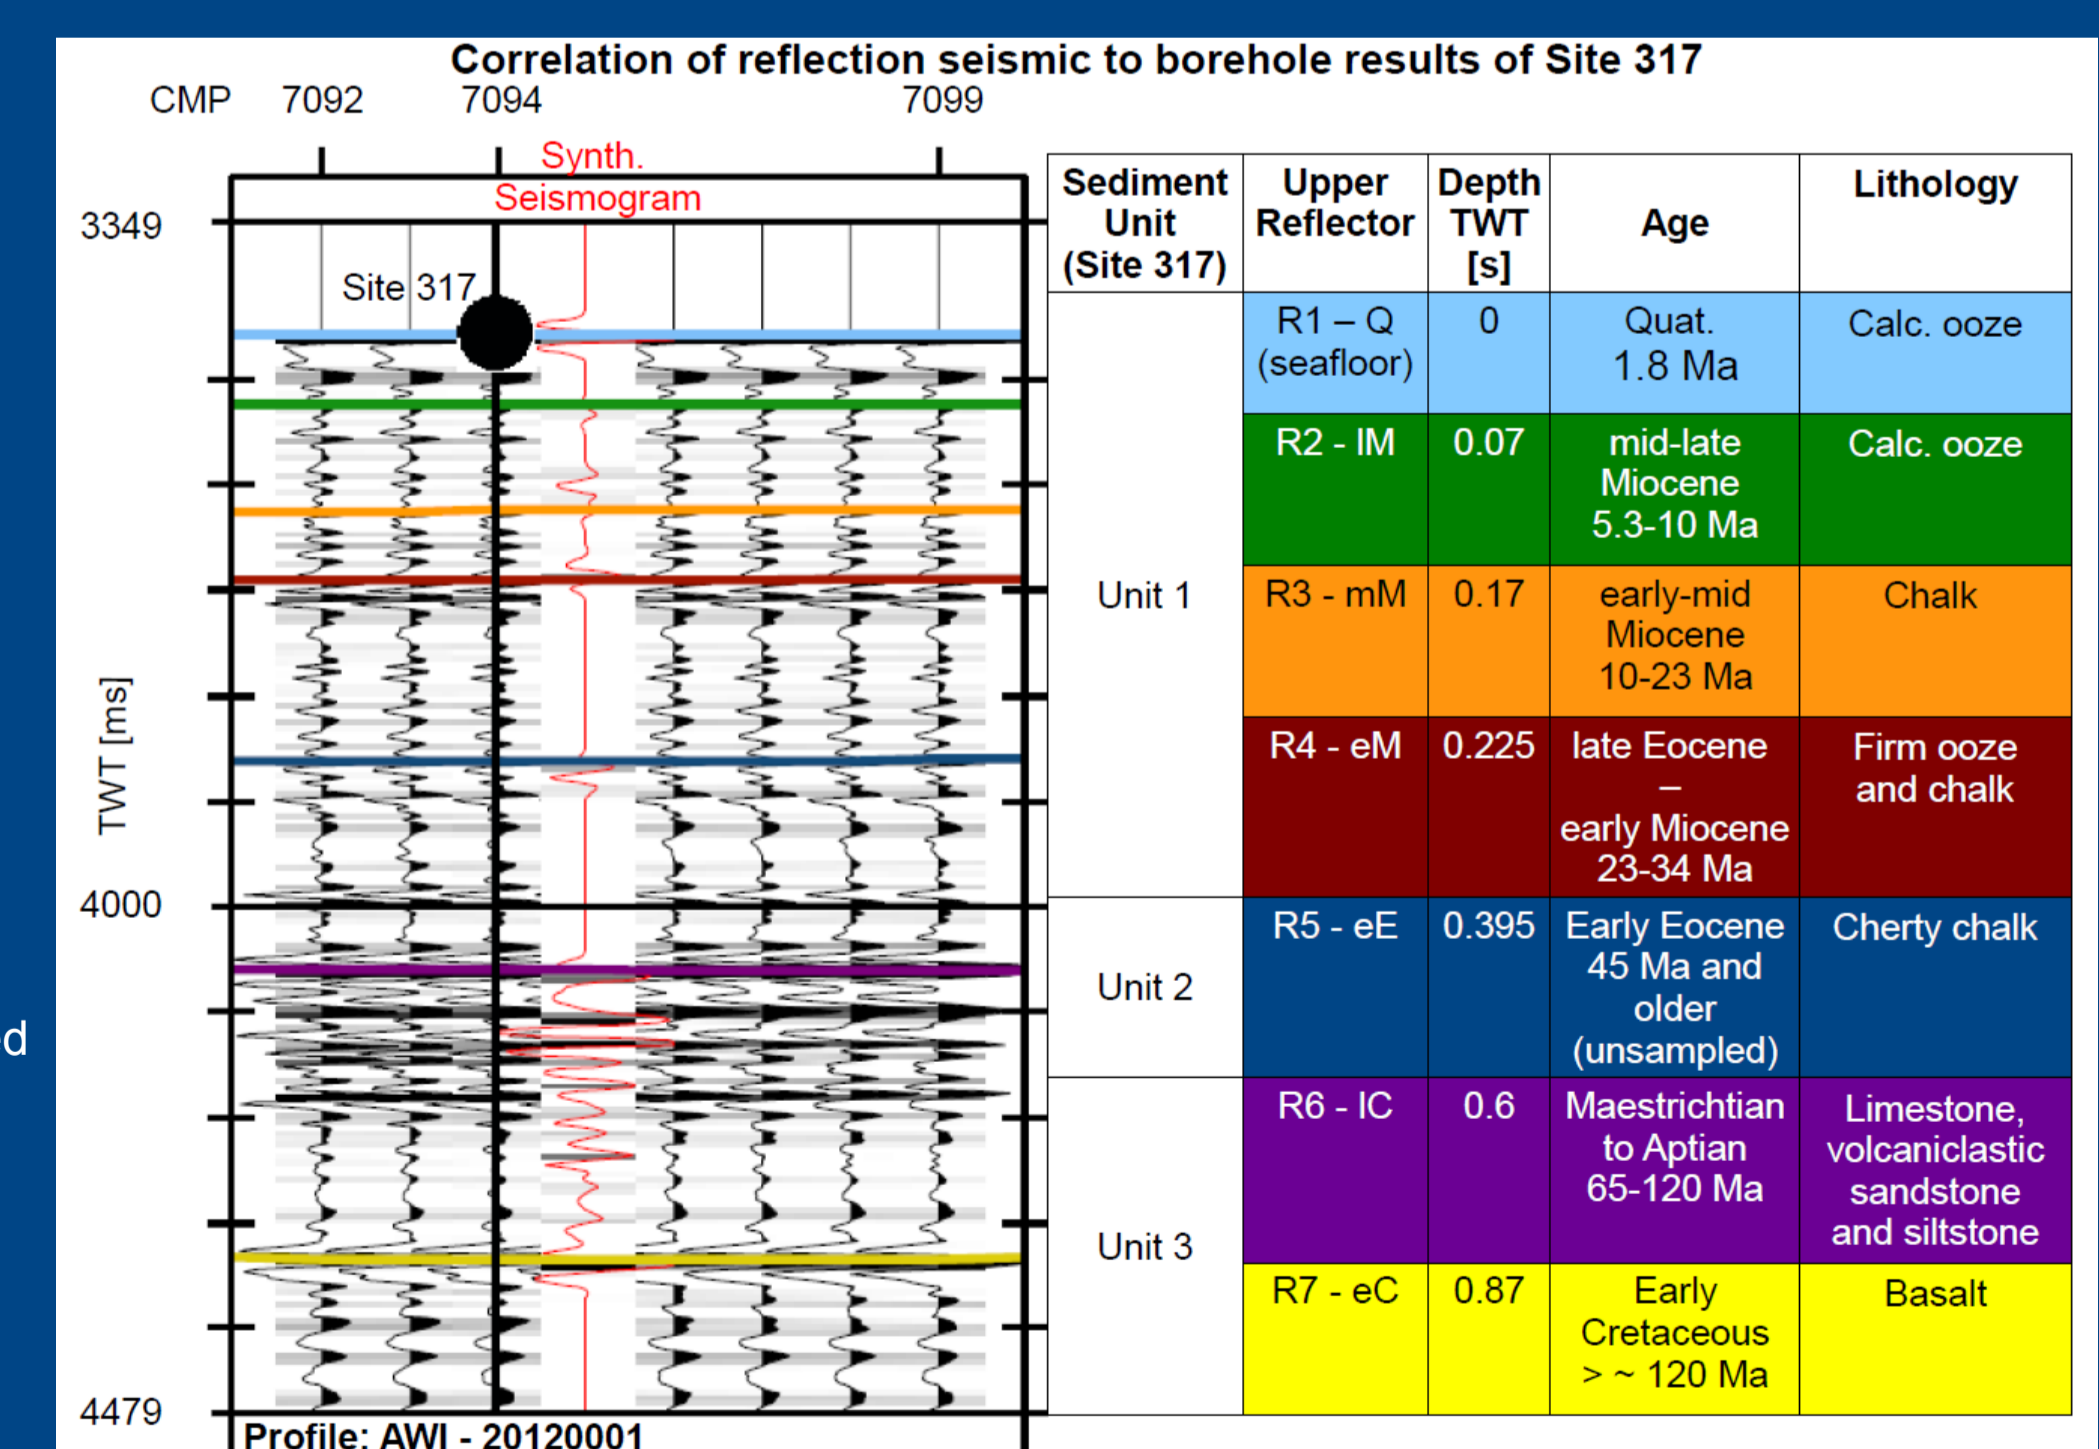 Correlation of reflection seismic to borehole results of Site 317
CMP 7092 7094 7099
Synth.
Seismogram
3349
Site 317
TWT [ms]
4000
4479
Profile: AWI - 20120001
ed
Sediment Unit (Site 317)
Upper Reflector
Depth TWT [s]
Age
Lithology
Unit 1
R1 – Q (seafloor)
0
Quat.
1.8 Ma
Calc. ooze
R2 - lM
0.07
mid-late
Miocene
5.3-10 Ma
Calc. ooze
R3 - mM
0.17
early-mid
Miocene
10-23 Ma
Chalk
R4 - eM
0.225
late Eocene
–
early Miocene
23-34 Ma
Firm ooze
and chalk
Unit 2
R5 - eE
0.395
Early Eocene
45 Ma and
older
(unsampled)
Cherty chalk
Unit 3
R6 - lC
0.6
Maestrichtian
to Aptian
65-120 Ma
Limestone,
volcaniclastic
sandstone
and siltstone
R7 - eC
0.87
Early
Cretaceous
> ~ 120 Ma
Basalt